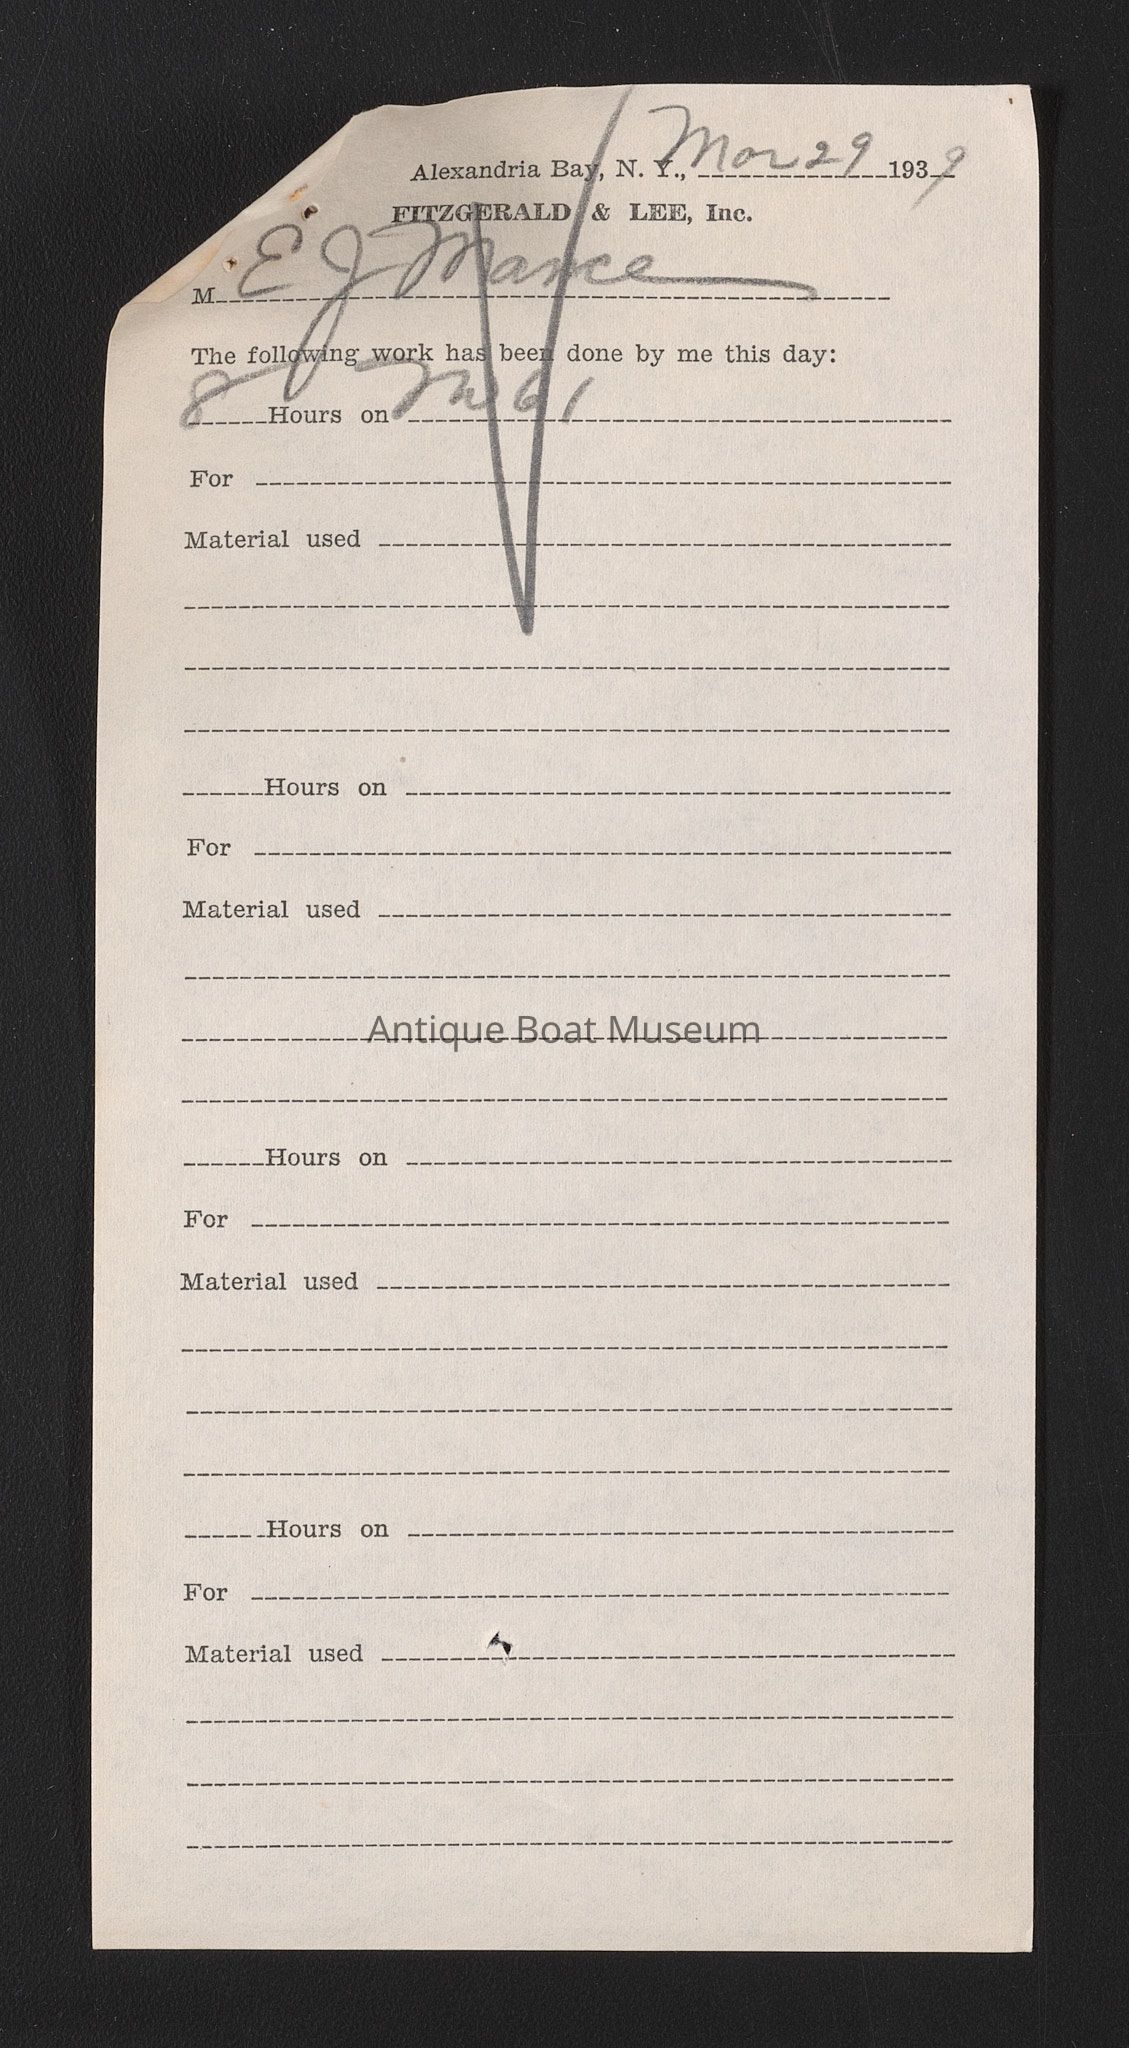 Alexandria Bay, N. Y., Mar 29 1939
FITZGERALD & LEE, Inc.
M E J Marce
The following work has been done by me this day:
8 Hours on No 61
For
Material used
Hours on
For
Material used
Antique Boat Museum
Hours on
For
Material used
Hours on
For
Material used